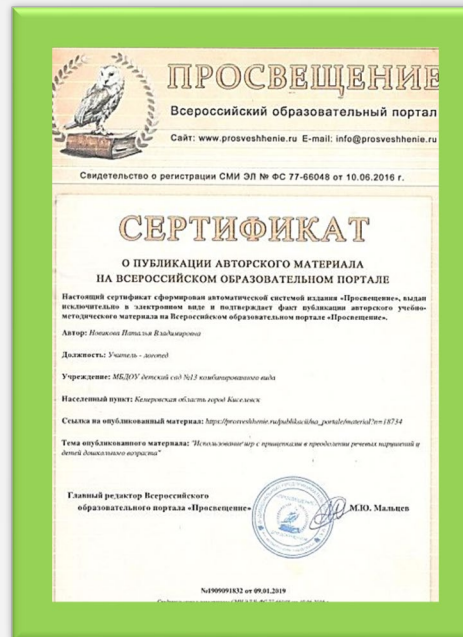 ПРОСВЕЩЕНИЕ
Всероссийский образовательный портал
Сайт: www.prosveshhenie.ru E-mail: info@prosveshhenie.ru
Свидетельство о регистрации СМИ ЭЛ № ФС 77-66048 от 10.06.2016 г.
СЕРТИФИКАТ
О ПУБЛИКАЦИИ АВТОРСКОГО МАТЕРИАЛА
НА ВСЕРОССИЙСКОМ ОБРАЗОВАТЕЛЬНОМ ПОРТАЛЕ
Настоящий сертификат сформирован автоматической системой издания «Просвещение», выдан
исключительно в электронном виде и подтверждает факт публикации авторского учебно-
методического материала на Всероссийском образовательном портале «Просвещение».
Автор: Новикова Наталья Владимировна
Должность: Учитель - логопед
Учреждение: МБДОУ детский сад №13 комбинированного вида
Населенный пункт: Кемеровская область город Киселевск
Ссылка на опубликованный материал: https://prosveshhenie.ru/publikacii/na_portale/material?n=18734
Тема опубликованного материала: "Использование игр с прищепками в преодолении речевых нарушений у
детей дошкольного возраста"
Главный редактор Всероссийского
образовательного портала «Просвещение»
М.Ю. Мальцев
№1909091832 от 09.01.2019